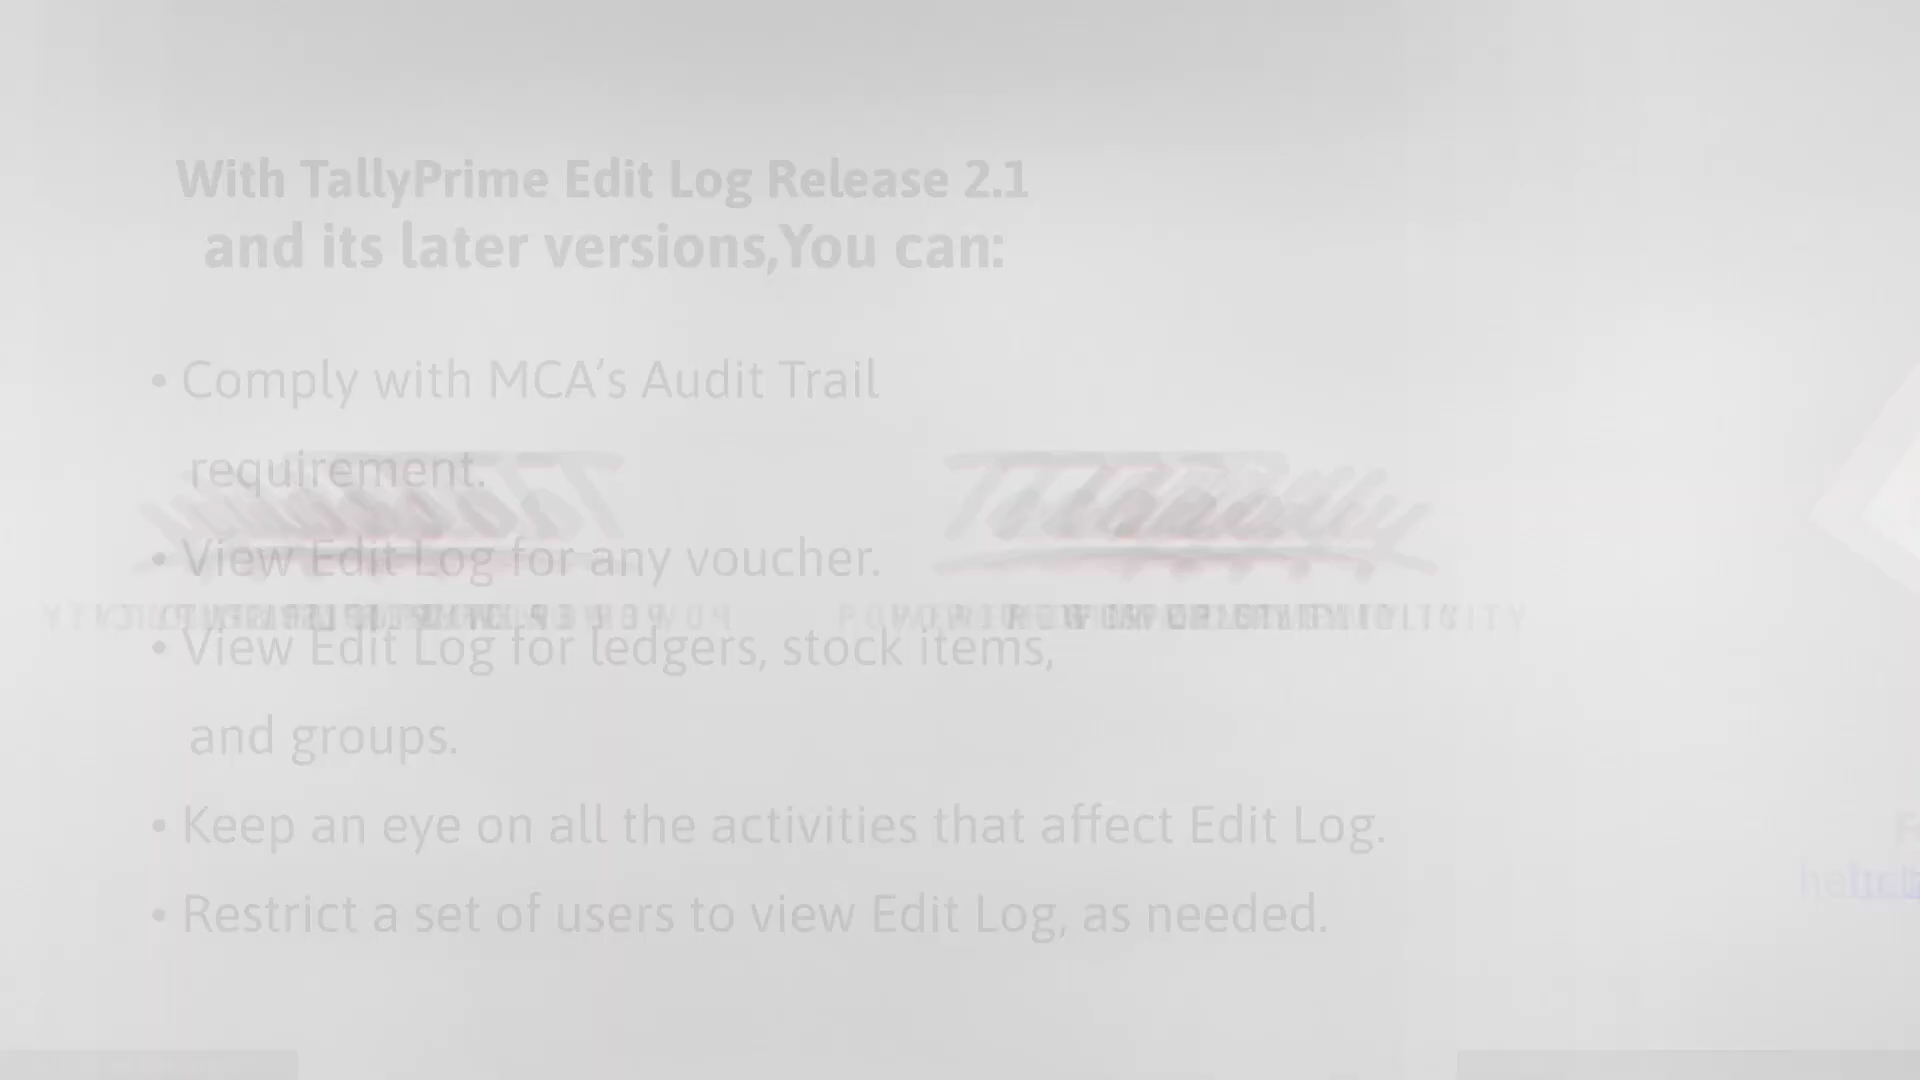 With TallyPrime Edit Log Release 2.1
and its later versions,You can:
• Comply with MCA's Audit Trail
requirement.
• View Edit Log for any voucher.
• View Edit Log for ledgers, stock items,
and groups.
• Keep an eye on all the activities that affect Edit Log.
• Restrict a set of users to view Edit Log, as needed.